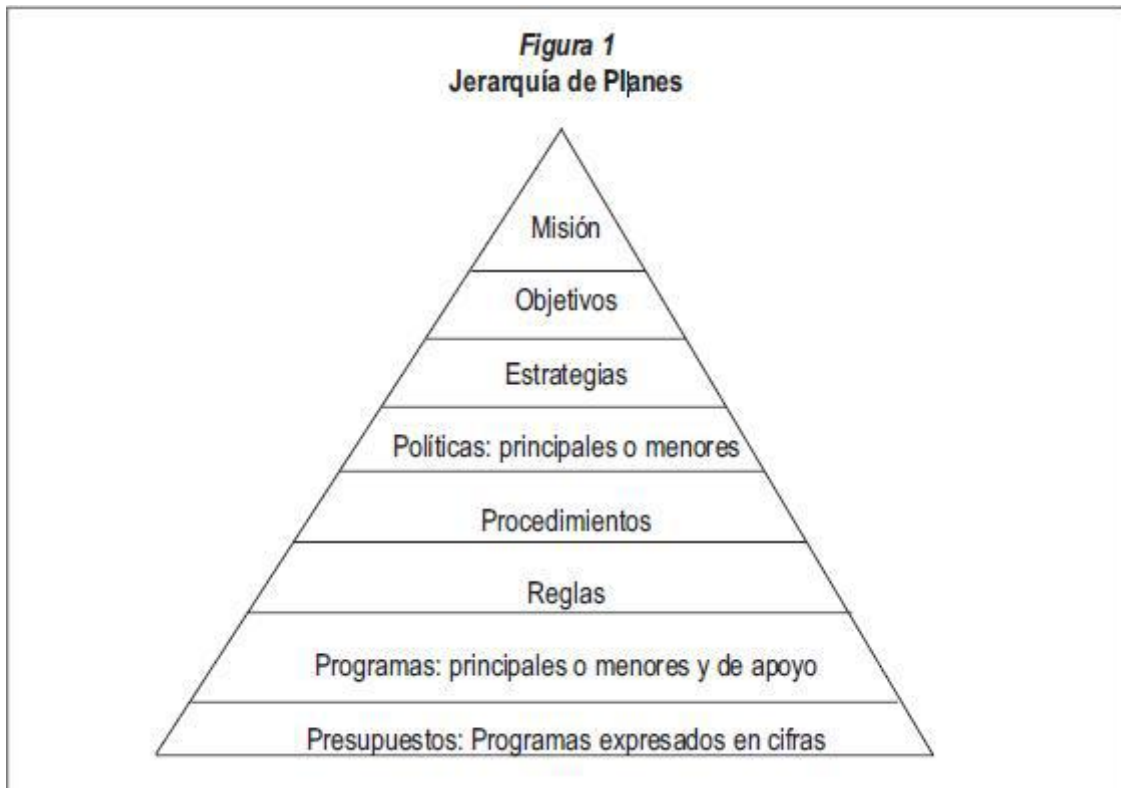 Figura 1
Jerarquía de Planes
Misión
Objetivos
Estrategias
Políticas: principales o menores
Procedimientos
Reglas
Programas: principales o menores y de apoyo
Presupuestos: Programas expresados en cifras